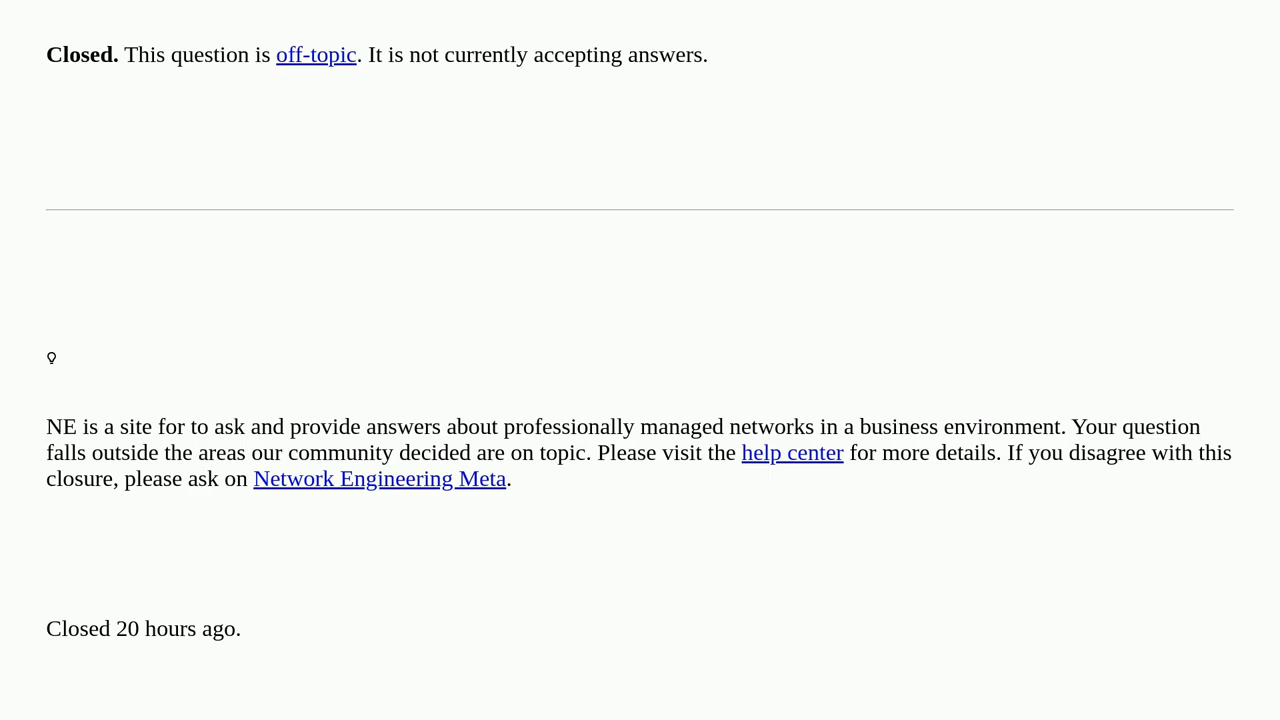 Closed. This question is off-topic. It is not currently accepting answers.
NE is a site for to ask and provide answers about professionally managed networks in a business environment. Your question
falls outside the areas our community decided are on topic. Please visit the help center for more details. If you disagree with this
closure, please ask on Network Engineering Meta.
Closed 20 hours ago.